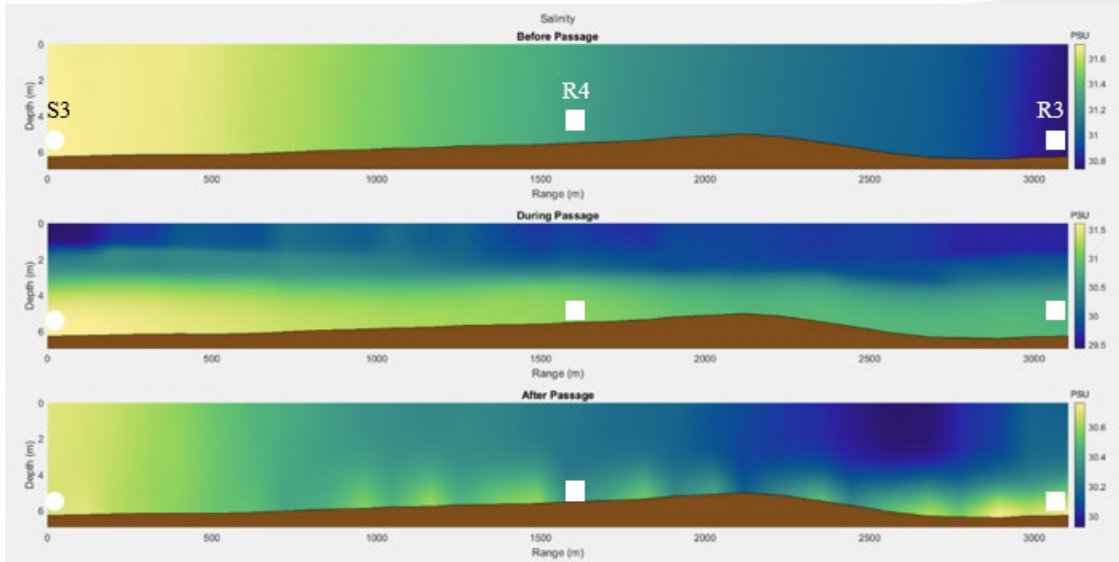 Salinity
Before Passage
PSU
0
2
4
6
Depth (m)
S3
R4
R3
31.6
31.4
31.2
31
30.8
0 500 1000 1500 2000 2500 3000
Range (m)
During Passage
PSU
0
2
4
6
Depth (m)
31.5
31
30.5
30
29.5
0 500 1000 1500 2000 2500 3000
Range (m)
After Passage
PSU
0
2
4
6
Depth (m)
30.6
30.4
30.2
30
0 500 1000 1500 2000 2500 3000
Range (m)